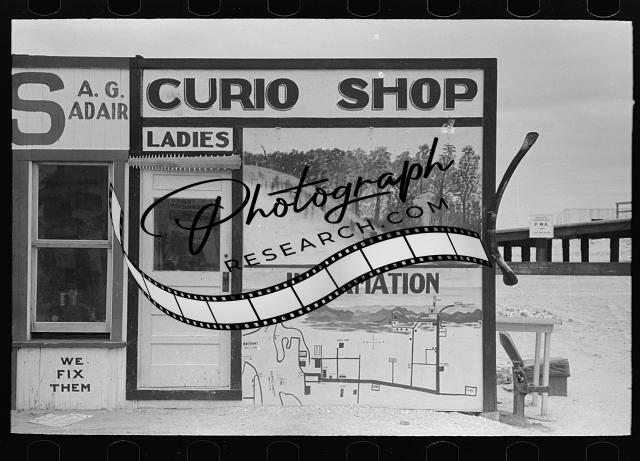 S
A. G.
ADAIR
CURIO SHOP
LADIES
Photograph
RESEARCH.COM
P.W.A.
WE
FIX
THEM